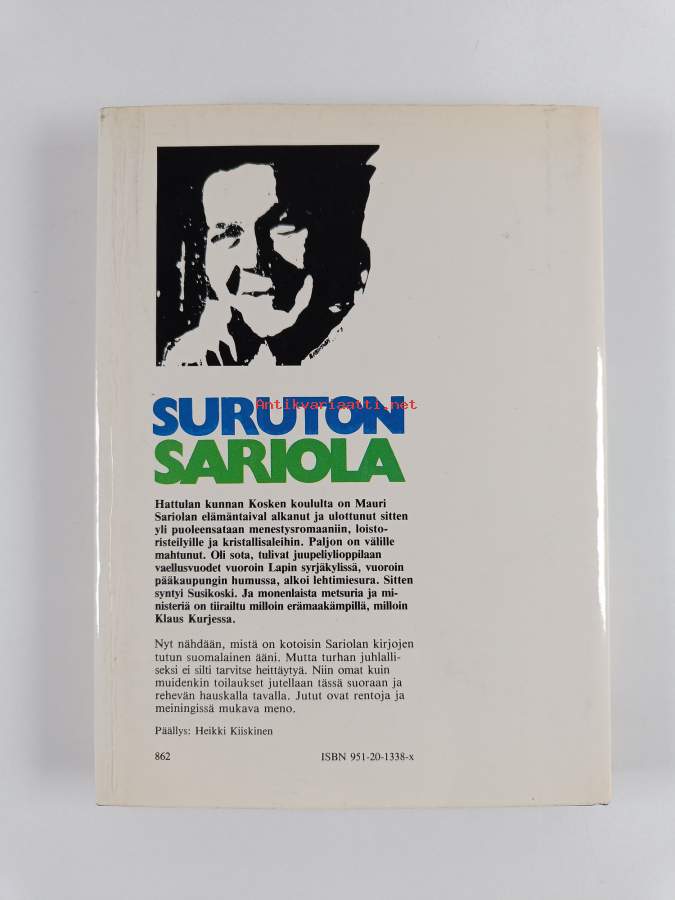 SURUTON
Antikvariaatti.net
SARIOLA
Hattulan kunnan Kosken koululta on Mauri
Sariolan elämäntaival alkanut ja ulottunut sitten
yli puoleensataan menestysromaaniin, loisto-
risteilyille ja kristallisaleihin. Paljon on välille
mahtunut. Oli sota, tulivat juupeliylioppilaan
vaellusvuodet vuoroin Lapin syrjäkylissä, vuoroin
pääkaupungin humussa, alkoi lehtimiesura. Sitten
syntyi Susikoski. Ja monenlaista metsuria ja mi-
nisteriä on tiirailtu milloin erämaakämpillä, milloin
Klaus Kurjessa.
Nyt nähdään, mistä on kotoisin Sariolan kirjojen
tutun suomalainen ääni. Mutta turhan juhlalli-
seksi ei silti tarvitse heittäytyä. Niin omat kuin
muidenkin toilaukset jutellaan tässä suoraan ja
rehevän hauskalla tavalla. Jutut ovat rentoja ja
meiningissä mukava meno.
Päällys: Heikki Kiiskinen
862 ISBN 951-20-1338-x